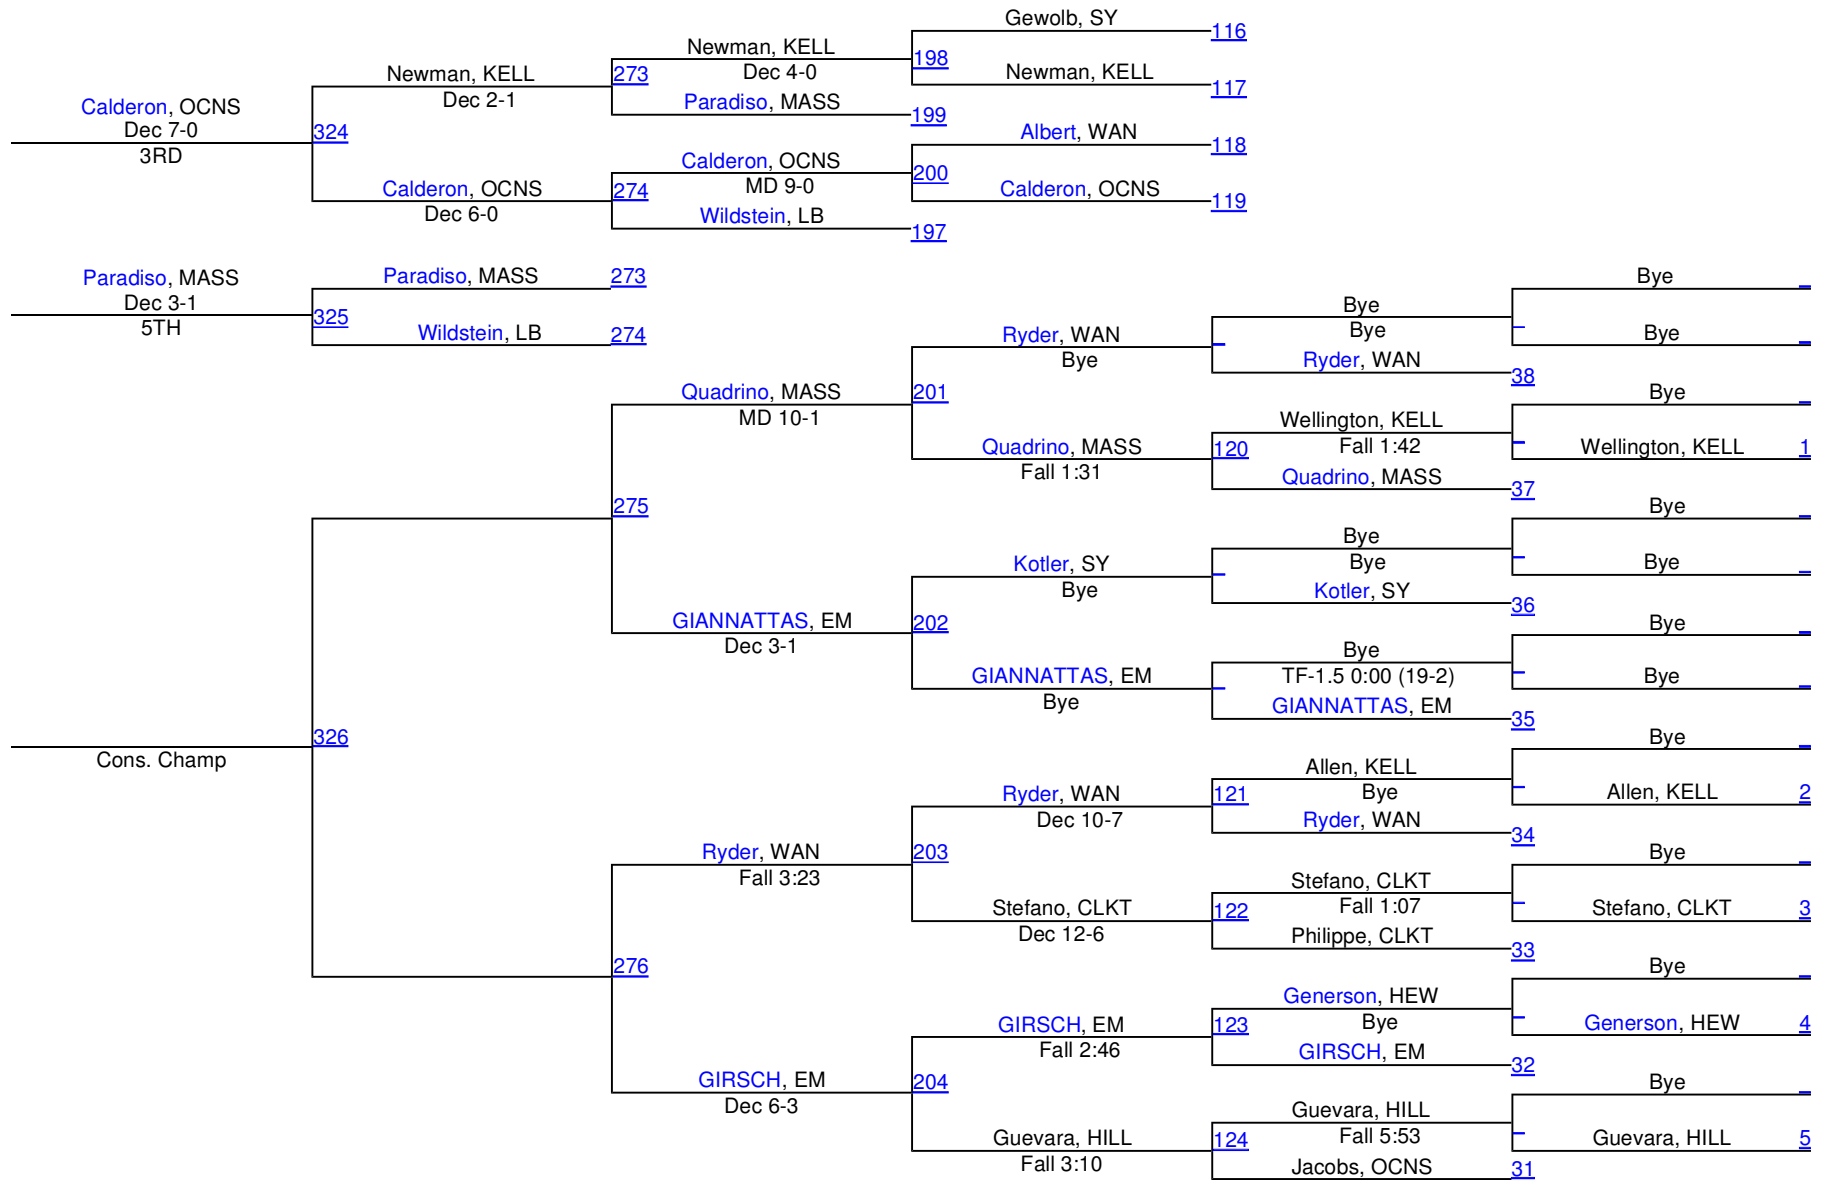 Gewolb, SY
116
Newman, KELL
198
Dec 4-0
Newman, KELL
273
Newman, KELL
117
Dec 2-1
Paradiso, MASS
199
Calderon, OCNS
Dec 7-0
324
3RD
Albert, WAN
118
Calderon, OCNS
200
MD 9-0
Calderon, OCNS
274
Calderon, OCNS
119
Dec 6-0
Wildstein, LB
197
Paradiso, MASS
Paradiso, MASS
273
Dec 3-1
325
5TH
Wildstein, LB
274
Bye
Bye
Bye
Bye
Ryder, WAN
Bye
Ryder, WAN
38
Quadrino, MASS
201
MD 10-1
Bye
Wellington, KELL
Fall 1:42
Wellington, KELL
1
Quadrino, MASS
120
Fall 1:31
Quadrino, MASS
37
275
Bye
Bye
Bye
Bye
Kotler, SY
Bye
Kotler, SY
36
GIANNATTAS, EM
202
Dec 3-1
Bye
Bye
TF-1.5 0:00 (19-2)
Bye
GIANNATTAS, EM
Bye
GIANNATTAS, EM
35
326
Cons. Champ
Bye
Allen, KELL
Bye
Allen, KELL
2
Ryder, WAN
121
Dec 10-7
Ryder, WAN
34
Ryder, WAN
203
Fall 3:23
Bye
Stefano, CLKT
Fall 1:07
Stefano, CLKT
3
Stefano, CLKT
122
Dec 12-6
Philippe, CLKT
33
276
Bye
Generson, HEW
Bye
Generson, HEW
4
GIRSCH, EM
123
Fall 2:46
GIRSCH, EM
32
GIRSCH, EM
204
Dec 6-3
Bye
Guevara, HILL
Fall 5:53
Guevara, HILL
5
Guevara, HILL
124
Fall 3:10
Jacobs, OCNS
31